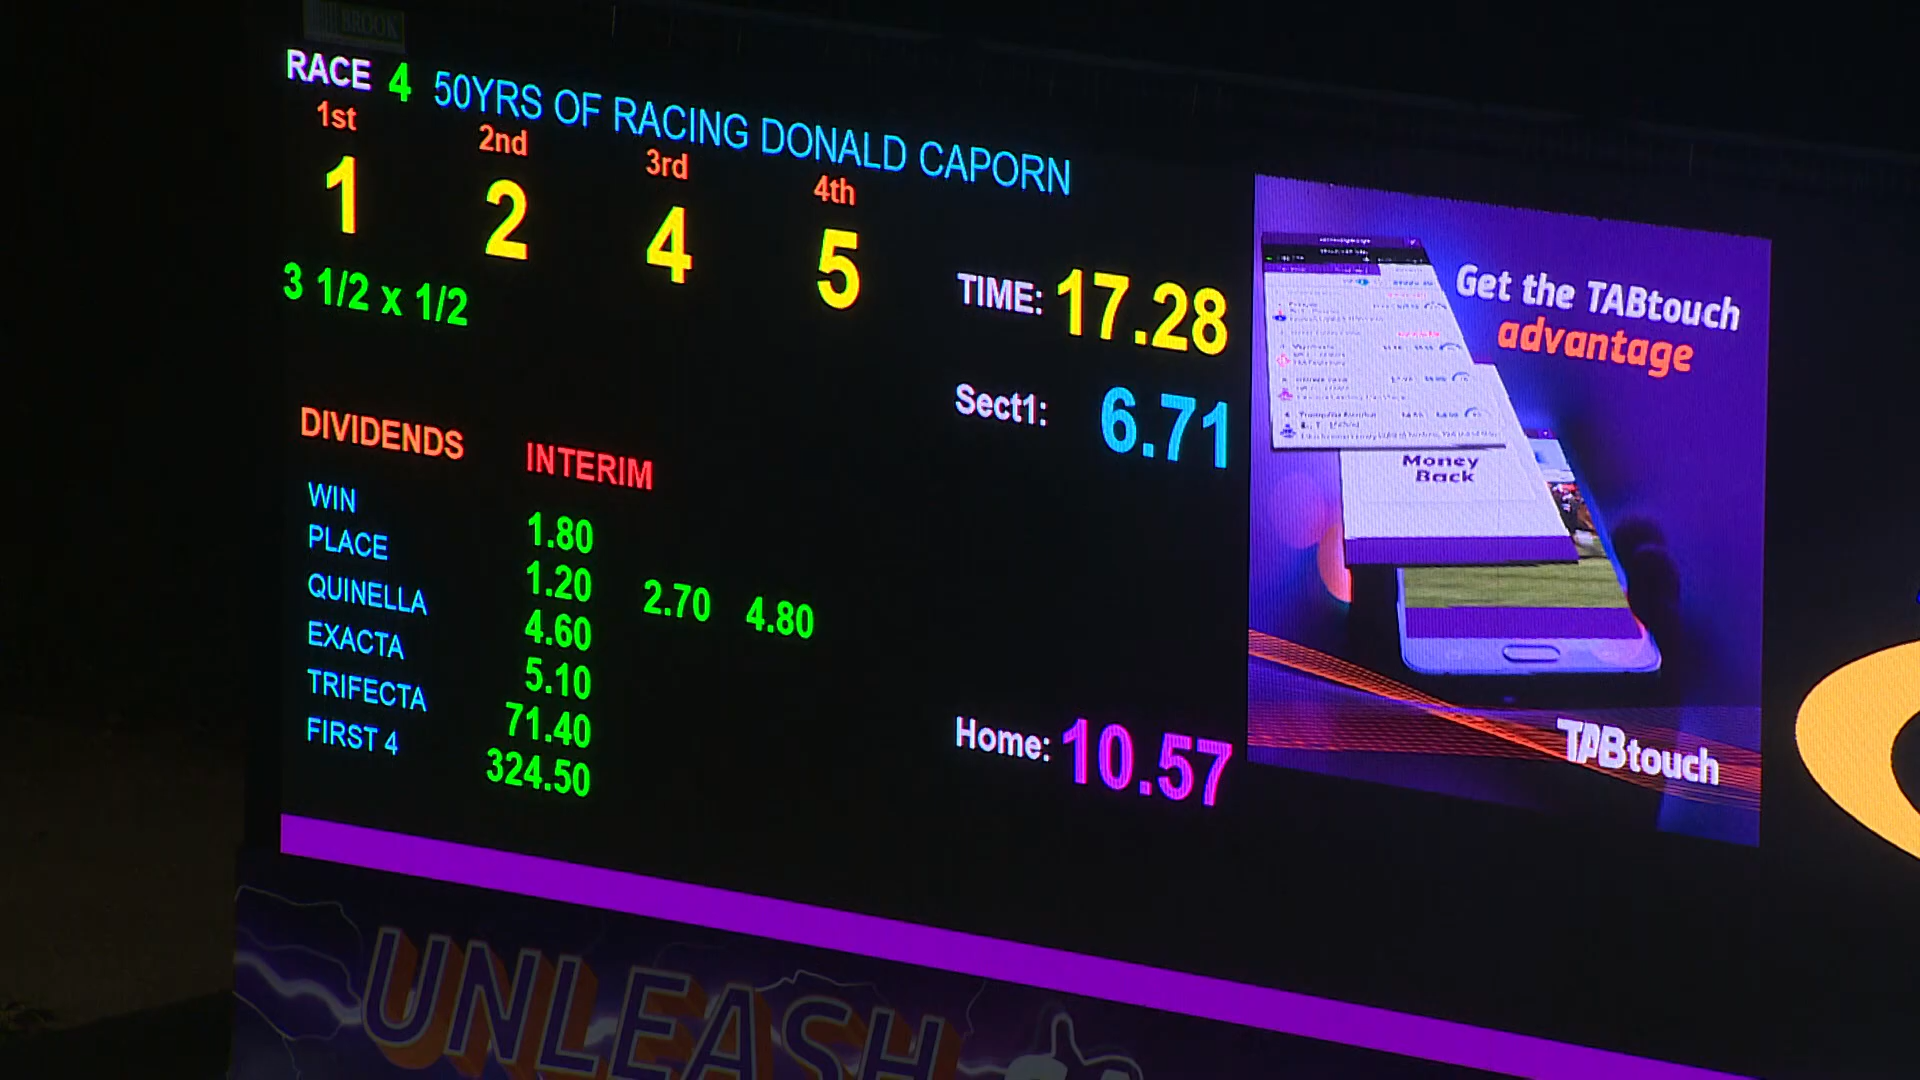 BROOK
RACE 4 50YRS OF RACING DONALD CAPORN
1st 2nd 3rd 4th
1 2 4 5
3 1/2 x 1/2
TIME: 17.28
Sect1: 6.71
DIVIDENDS INTERIM
WIN 1.80
PLACE 1.20 2.70 4.80
QUINELLA 4.60
EXACTA 5.10
TRIFECTA 71.40
FIRST 4 324.50
Home: 10.57
Get the TABtouch
advantage
Money
Back
TABtouch
UNLEASH